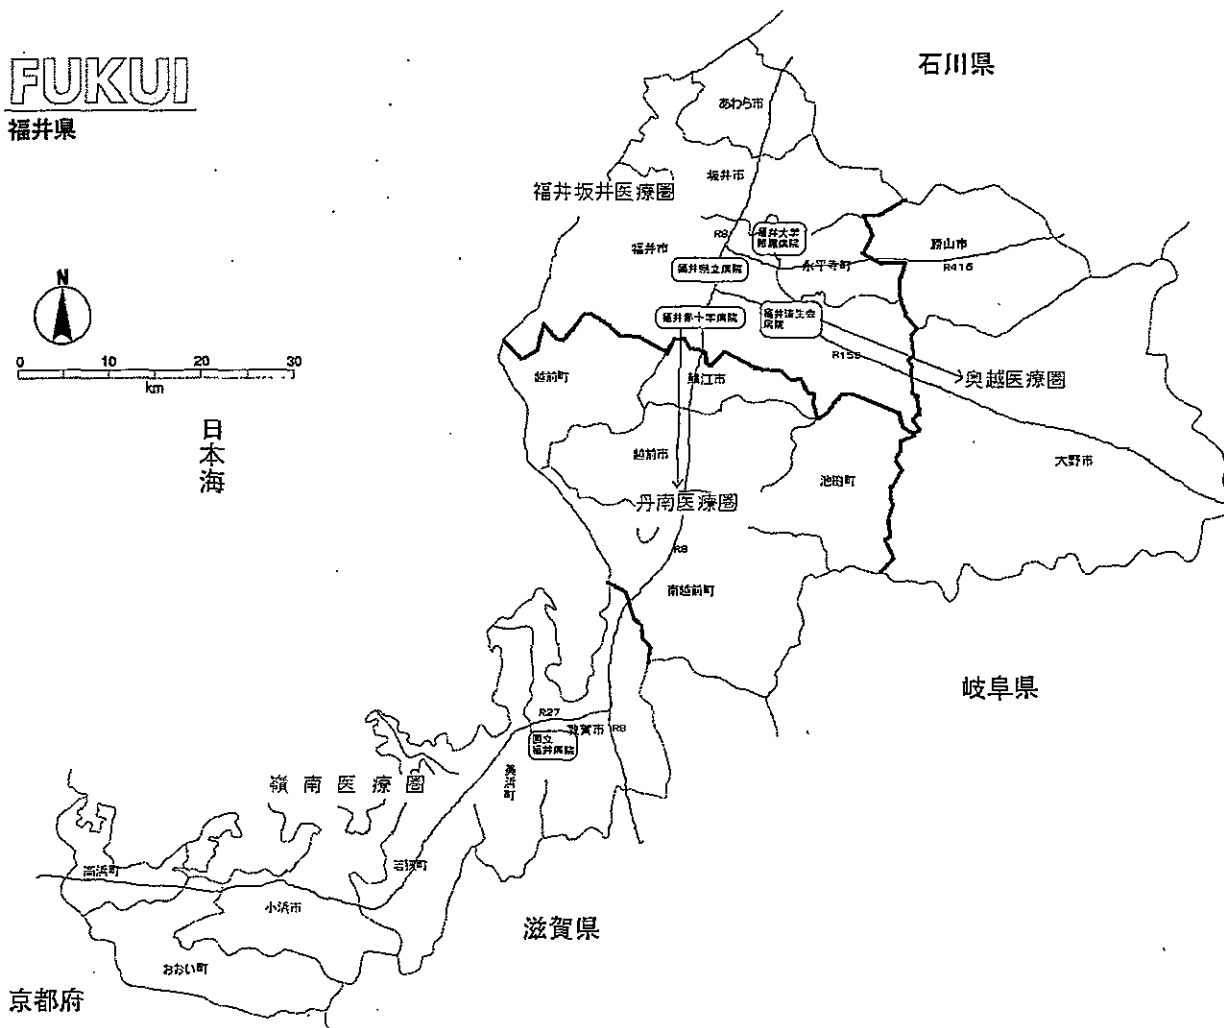 FUKUI
福井県
石川県
あわら市
坂井市
福井坂井医療圏
R8
福井大学
附属病院
福井市
勝山市
永平寺町
R416
福井県立病院
N
福井赤十字病院
福井済生会
病院
0 10 20 30
km
R158
越前町
鯖江市
奥越医療圏
日本海
越前市
大野市
池田町
丹南医療圏
R8
南越前町
岐阜県
R27
敦賀市
R8
国立
福井病院
美浜町
嶺南医療圏
高浜町
若狭町
小浜市
滋賀県
おおい町
京都府